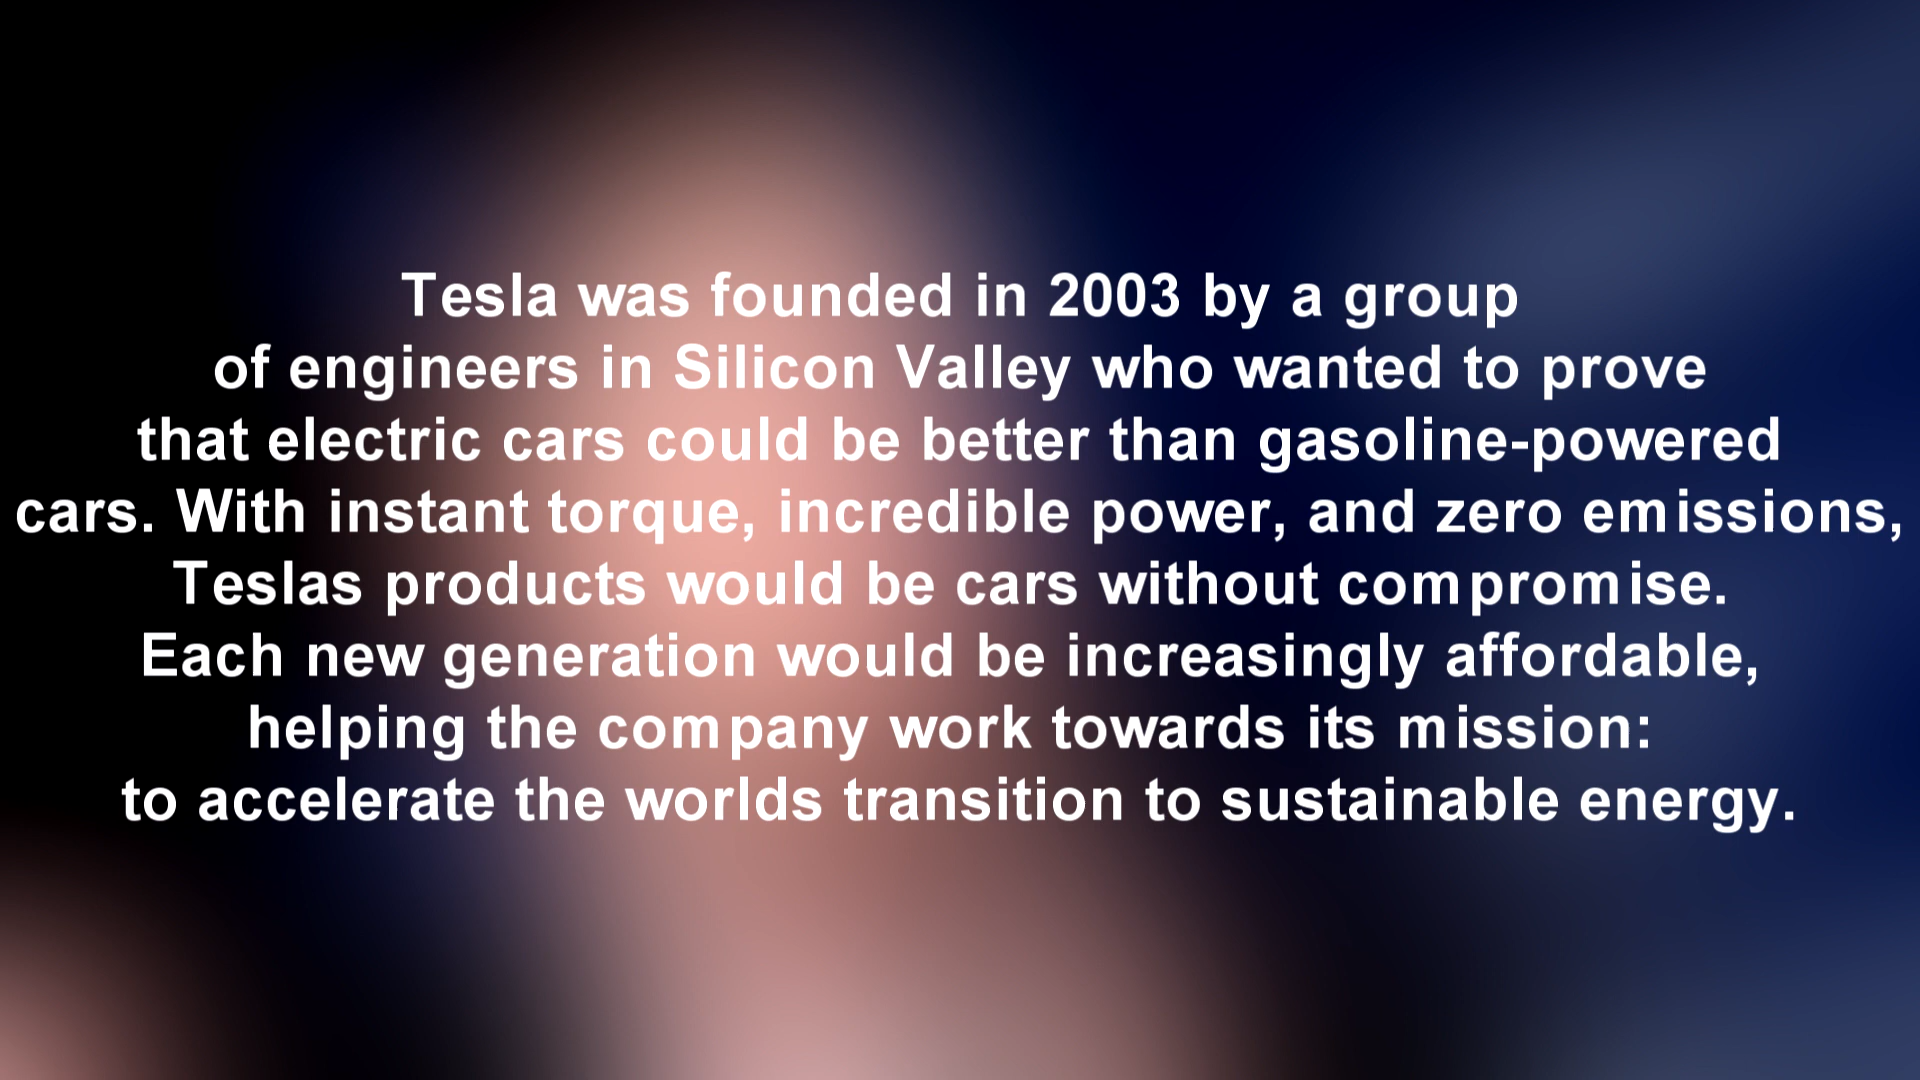 Tesla was founded in 2003 by a group
of engineers in Silicon Valley who wanted to prove
that electric cars could be better than gasoline-powered
cars. With instant torque, incredible power, and zero emissions,
Teslas products would be cars without compromise.
Each new generation would be increasingly affordable,
helping the company work towards its mission:
to accelerate the worlds transition to sustainable energy.